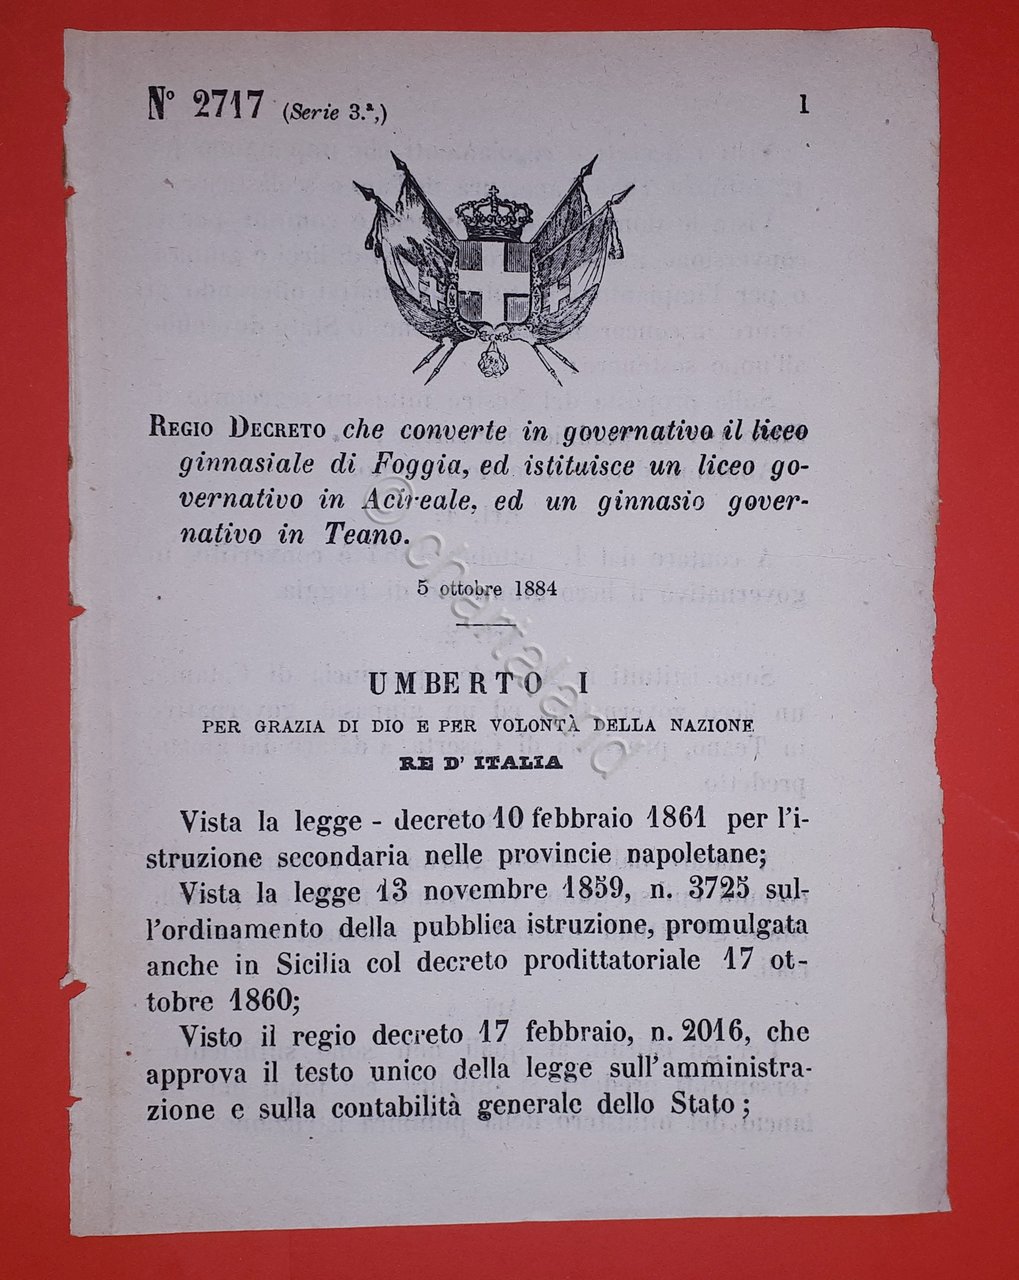 Nº 2717 (Serie 3.ª,) 1
REGIO DECRETO che converte in governativo il liceo
ginnasiale di Foggia, ed istituisce un liceo go-
vernativo in Acireale, ed un ginnasio gover-
nativo in Teano.
5 ottobre 1884
UMBERTO I
PER GRAZIA DI DIO E PER VOLONTÀ DELLA NAZIONE
RE D' ITALIA
Vista la legge - decreto 10 febbraio 1861 per l'i-
struzione secondaria nelle provincie napoletane;
Vista la legge 13 novembre 1859, n. 3725 sul-
l'ordinamento della pubblica istruzione, promulgata
anche in Sicilia col decreto prodittatoriale 17 ot-
tobre 1860;
Visto il regio decreto 17 febbraio, n. 2016, che
approva il testo unico della legge sull'amministra-
zione e sulla contabilità generale dello Stato;
© chartaland